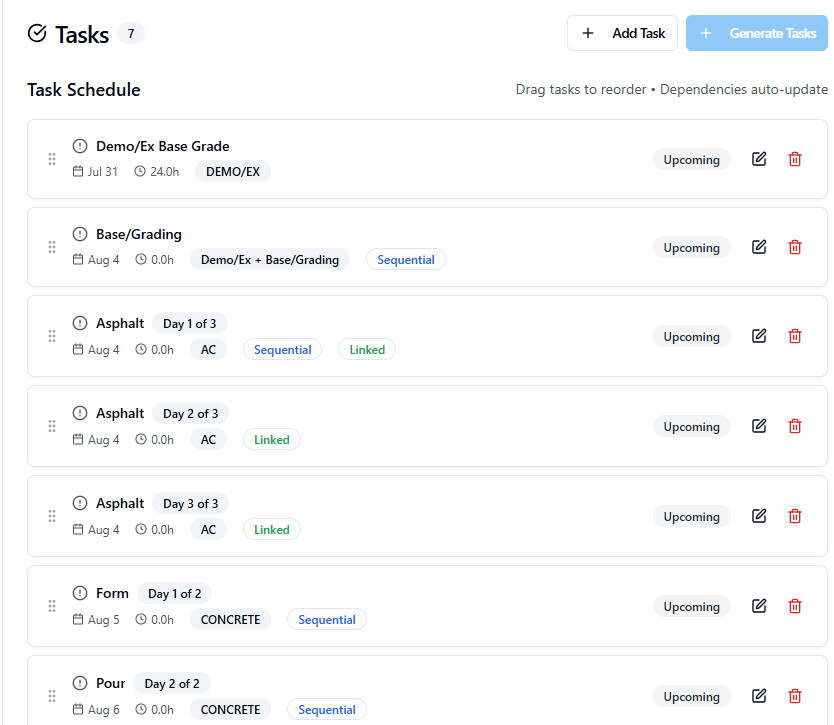 Tasks 7
+ Add Task
+ Generate Tasks
Task Schedule
Drag tasks to reorder • Dependencies auto-update
Demo/Ex Base Grade
Jul 31 24.0h DEMO/EX
Upcoming
Base/Grading
Aug 4 0.0h Demo/Ex + Base/Grading Sequential
Upcoming
Asphalt Day 1 of 3
Aug 4 0.0h AC Sequential Linked
Upcoming
Asphalt Day 2 of 3
Aug 4 0.0h AC Linked
Upcoming
Asphalt Day 3 of 3
Aug 4 0.0h AC Linked
Upcoming
Form Day 1 of 2
Aug 5 0.0h CONCRETE Sequential
Upcoming
Pour Day 2 of 2
Aug 6 0.0h CONCRETE Sequential
Upcoming